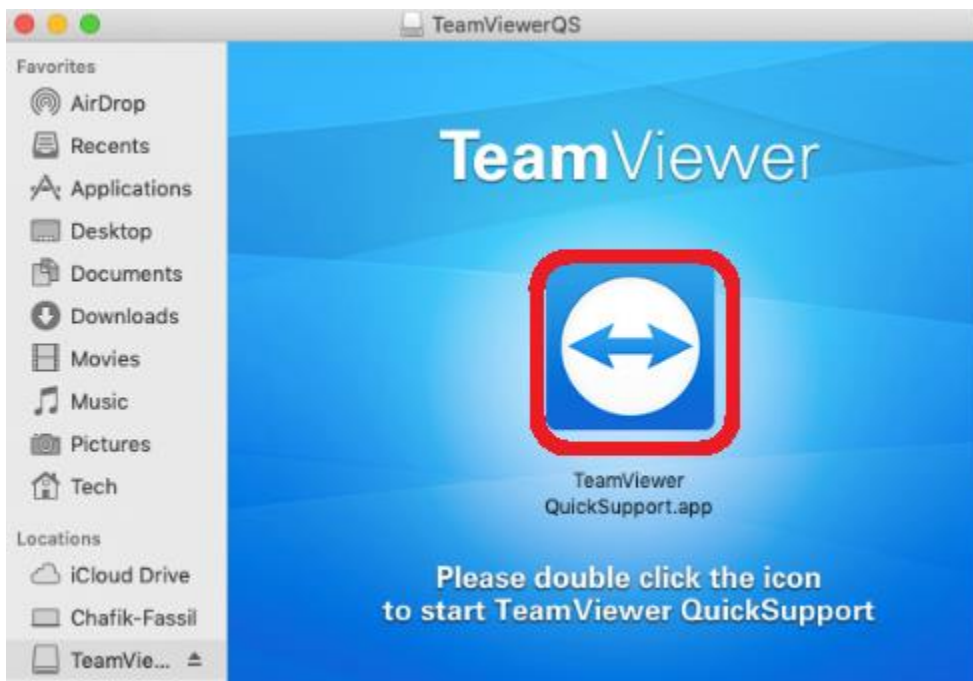 TeamViewerQS
Favorites
AirDrop
Recents
Applications
Desktop
Documents
Downloads
Movies
Music
Pictures
Tech
Locations
iCloud Drive
Chafik-Fassil
TeamVie...
TeamViewer
TeamViewer
QuickSupport.app
Please double click the icon
to start TeamViewer QuickSupport